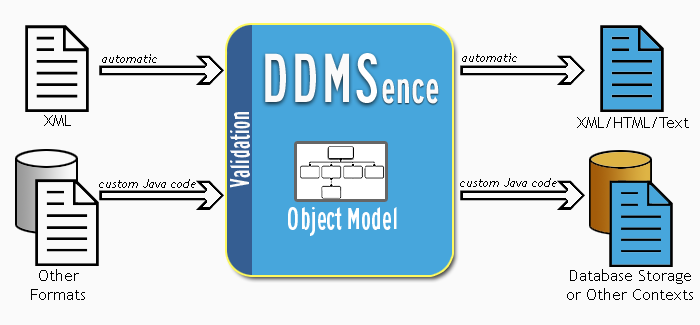 XML
automatic
Other
Formats
custom Java code
Validation
DDMSence
Object Model
automatic
XML/HTML/Text
custom Java code
Database Storage
or Other Contexts